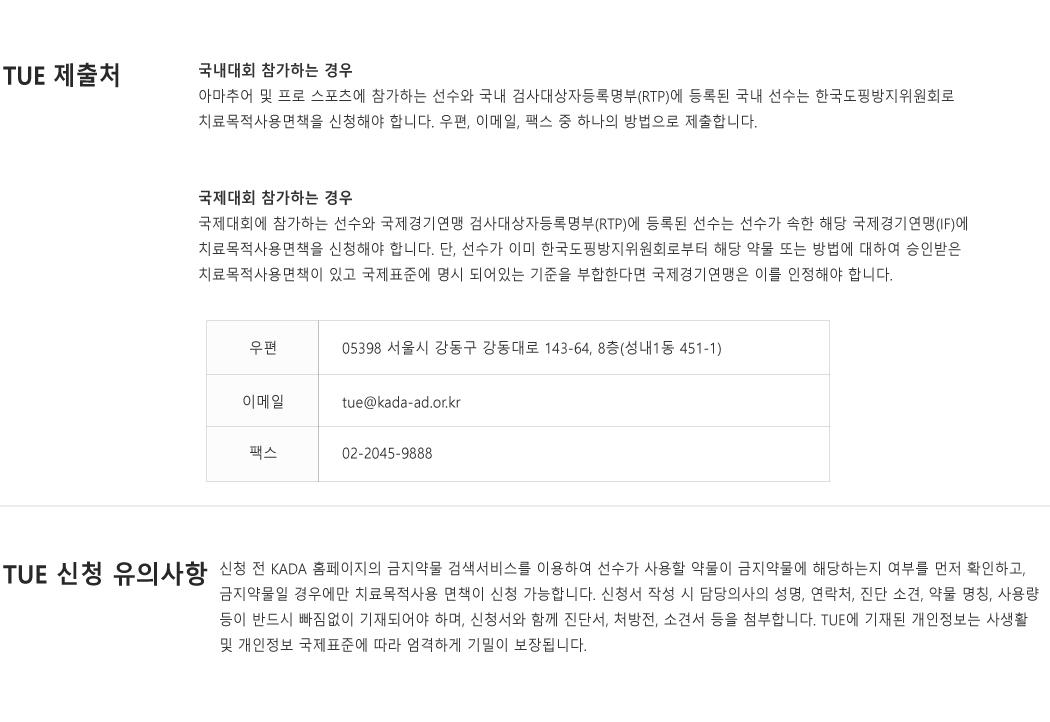 TUE 제출처
국내대회 참가하는 경우
아마추어 및 프로 스포츠에 참가하는 선수와 국내 검사대상자등록명부(RTP)에 등록된 국내 선수는 한국도핑방지위원회로
치료목적사용면책을 신청해야 합니다. 우편, 이메일, 팩스 중 하나의 방법으로 제출합니다.
국제대회 참가하는 경우
국제대회에 참가하는 선수와 국제경기연맹 검사대상자등록명부(RTP)에 등록된 선수는 선수가 속한 해당 국제경기연맹(IF)에
치료목적사용면책을 신청해야 합니다. 단, 선수가 이미 한국도핑방지위원회로부터 해당 약물 또는 방법에 대하여 승인받은
치료목적사용면책이 있고 국제표준에 명시 되어있는 기준을 부합한다면 국제경기연맹은 이를 인정해야 합니다.
우편 05398 서울시 강동구 강동대로 143-64, 8층(성내1동 451-1)
이메일 tue@kada-ad.or.kr
팩스 02-2045-9888
TUE 신청 유의사항
신청 전 KADA 홈페이지의 금지약물 검색서비스를 이용하여 선수가 사용할 약물이 금지약물에 해당하는지 여부를 먼저 확인하고,
금지약물일 경우에만 치료목적사용 면책이 신청 가능합니다. 신청서 작성 시 담당의사의 성명, 연락처, 진단 소견, 약물 명칭, 사용량
등이 반드시 빠짐없이 기재되어야 하며, 신청서와 함께 진단서, 처방전, 소견서 등을 첨부합니다. TUE에 기재된 개인정보는 사생활
및 개인정보 국제표준에 따라 엄격하게 기밀이 보장됩니다.